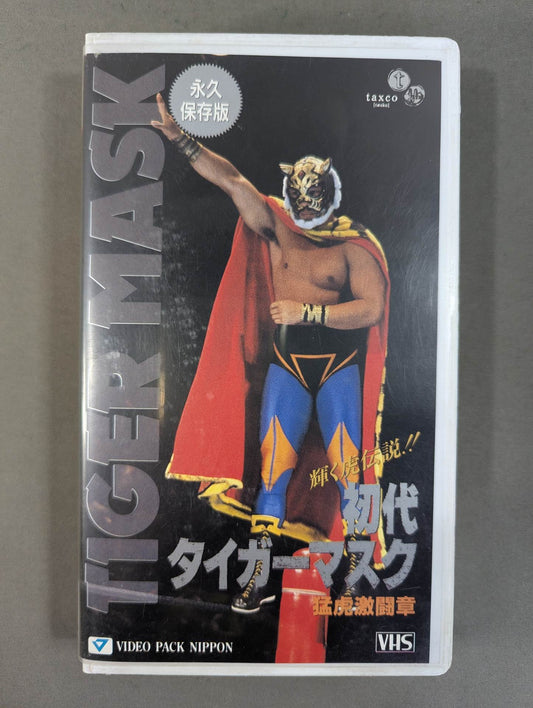 TIGER MASK
永久
保存版
taxco
輝く虎伝説!!
初代
タイガーマスク
猛虎激闘章
VIDEO PACK NIPPON
VHS